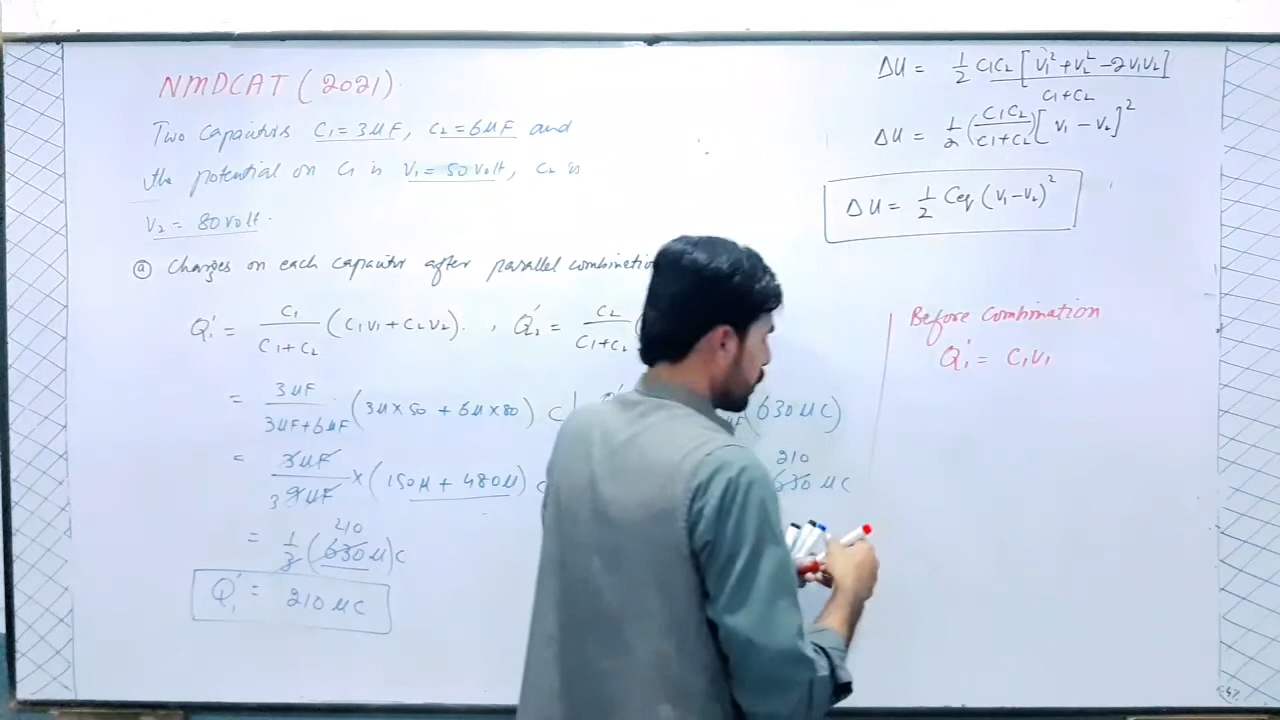 NMDCAT (2021).
Two Capacitors C1 = 3μF, C2 = 6μF and
the potential on C1 is V1 = 50 Volt, C2 is
V2 = 80 Volt.
(a) Charges on each capacitor after parallel combination
Q1' = C1/(C1+C2) (C1V1 + C2V2). , Q2' = C2/(C1+C2) (
= 3μF/(3μF+6μF) (3μ×50 + 6μ×80) C
(630μC)
= 3μF/9μF 3 × (150μ + 480μ) C
210
630 μC
= 1/3 (630 μ) C 210
Q1' = 210 μC
ΔU = 1/2 C1C2 [V1² + V2² - 2V1V2]/(C1+C2)
ΔU = 1/2 (C1C2/(C1+C2)) [V1 - V2]²
ΔU = 1/2 Ceq (V1 - V2)²
Before Combination
Q1' = C1V1